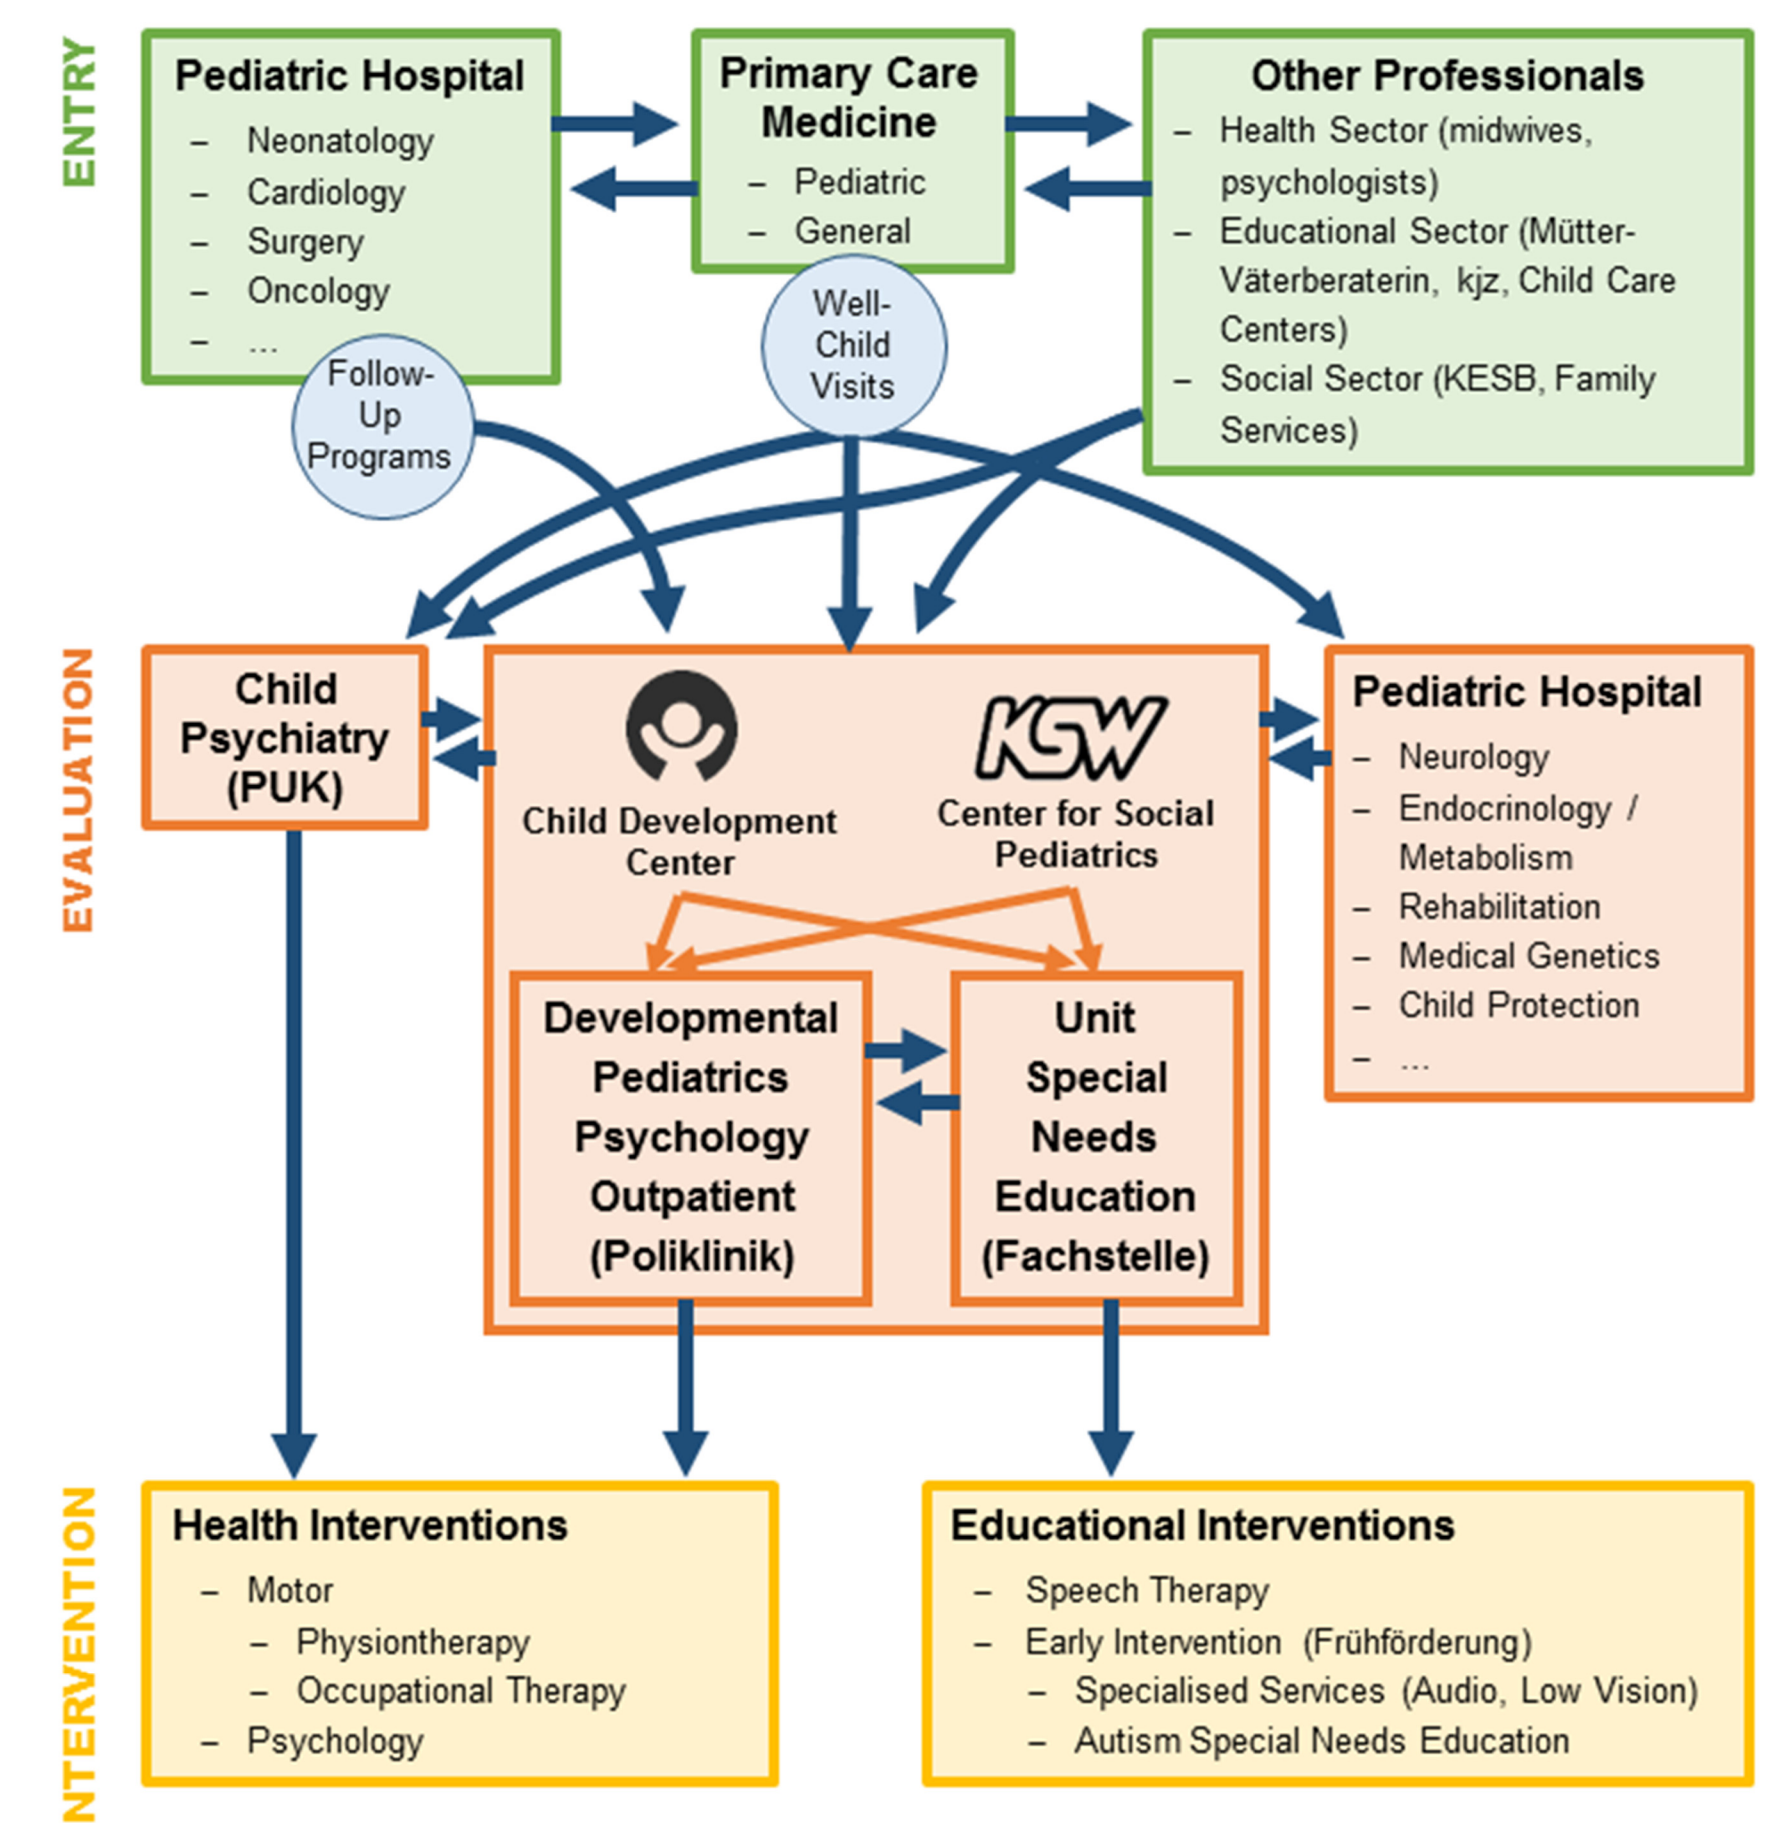 ENTRY
Pediatric Hospital
– Neonatology
– Cardiology
– Surgery
– Oncology
– ...
Follow-
Up
Programs
Primary Care
Medicine
– Pediatric
– General
Well-
Child
Visits
Other Professionals
– Health Sector (midwives,
psychologists)
– Educational Sector (Mütter-
Väterberaterin, kjz, Child Care
Centers)
– Social Sector (KESB, Family
Services)
EVALUATION
Child
Psychiatry
(PUK)
Child Development
Center
KSW
Center for Social
Pediatrics
Developmental
Pediatrics
Psychology
Outpatient
(Poliklinik)
Unit
Special
Needs
Education
(Fachstelle)
Pediatric Hospital
– Neurology
– Endocrinology /
Metabolism
– Rehabilitation
– Medical Genetics
– Child Protection
– ...
NTERVENTION
Health Interventions
– Motor
– Physiontherapy
– Occupational Therapy
– Psychology
Educational Interventions
– Speech Therapy
– Early Intervention (Frühförderung)
– Specialised Services (Audio, Low Vision)
– Autism Special Needs Education